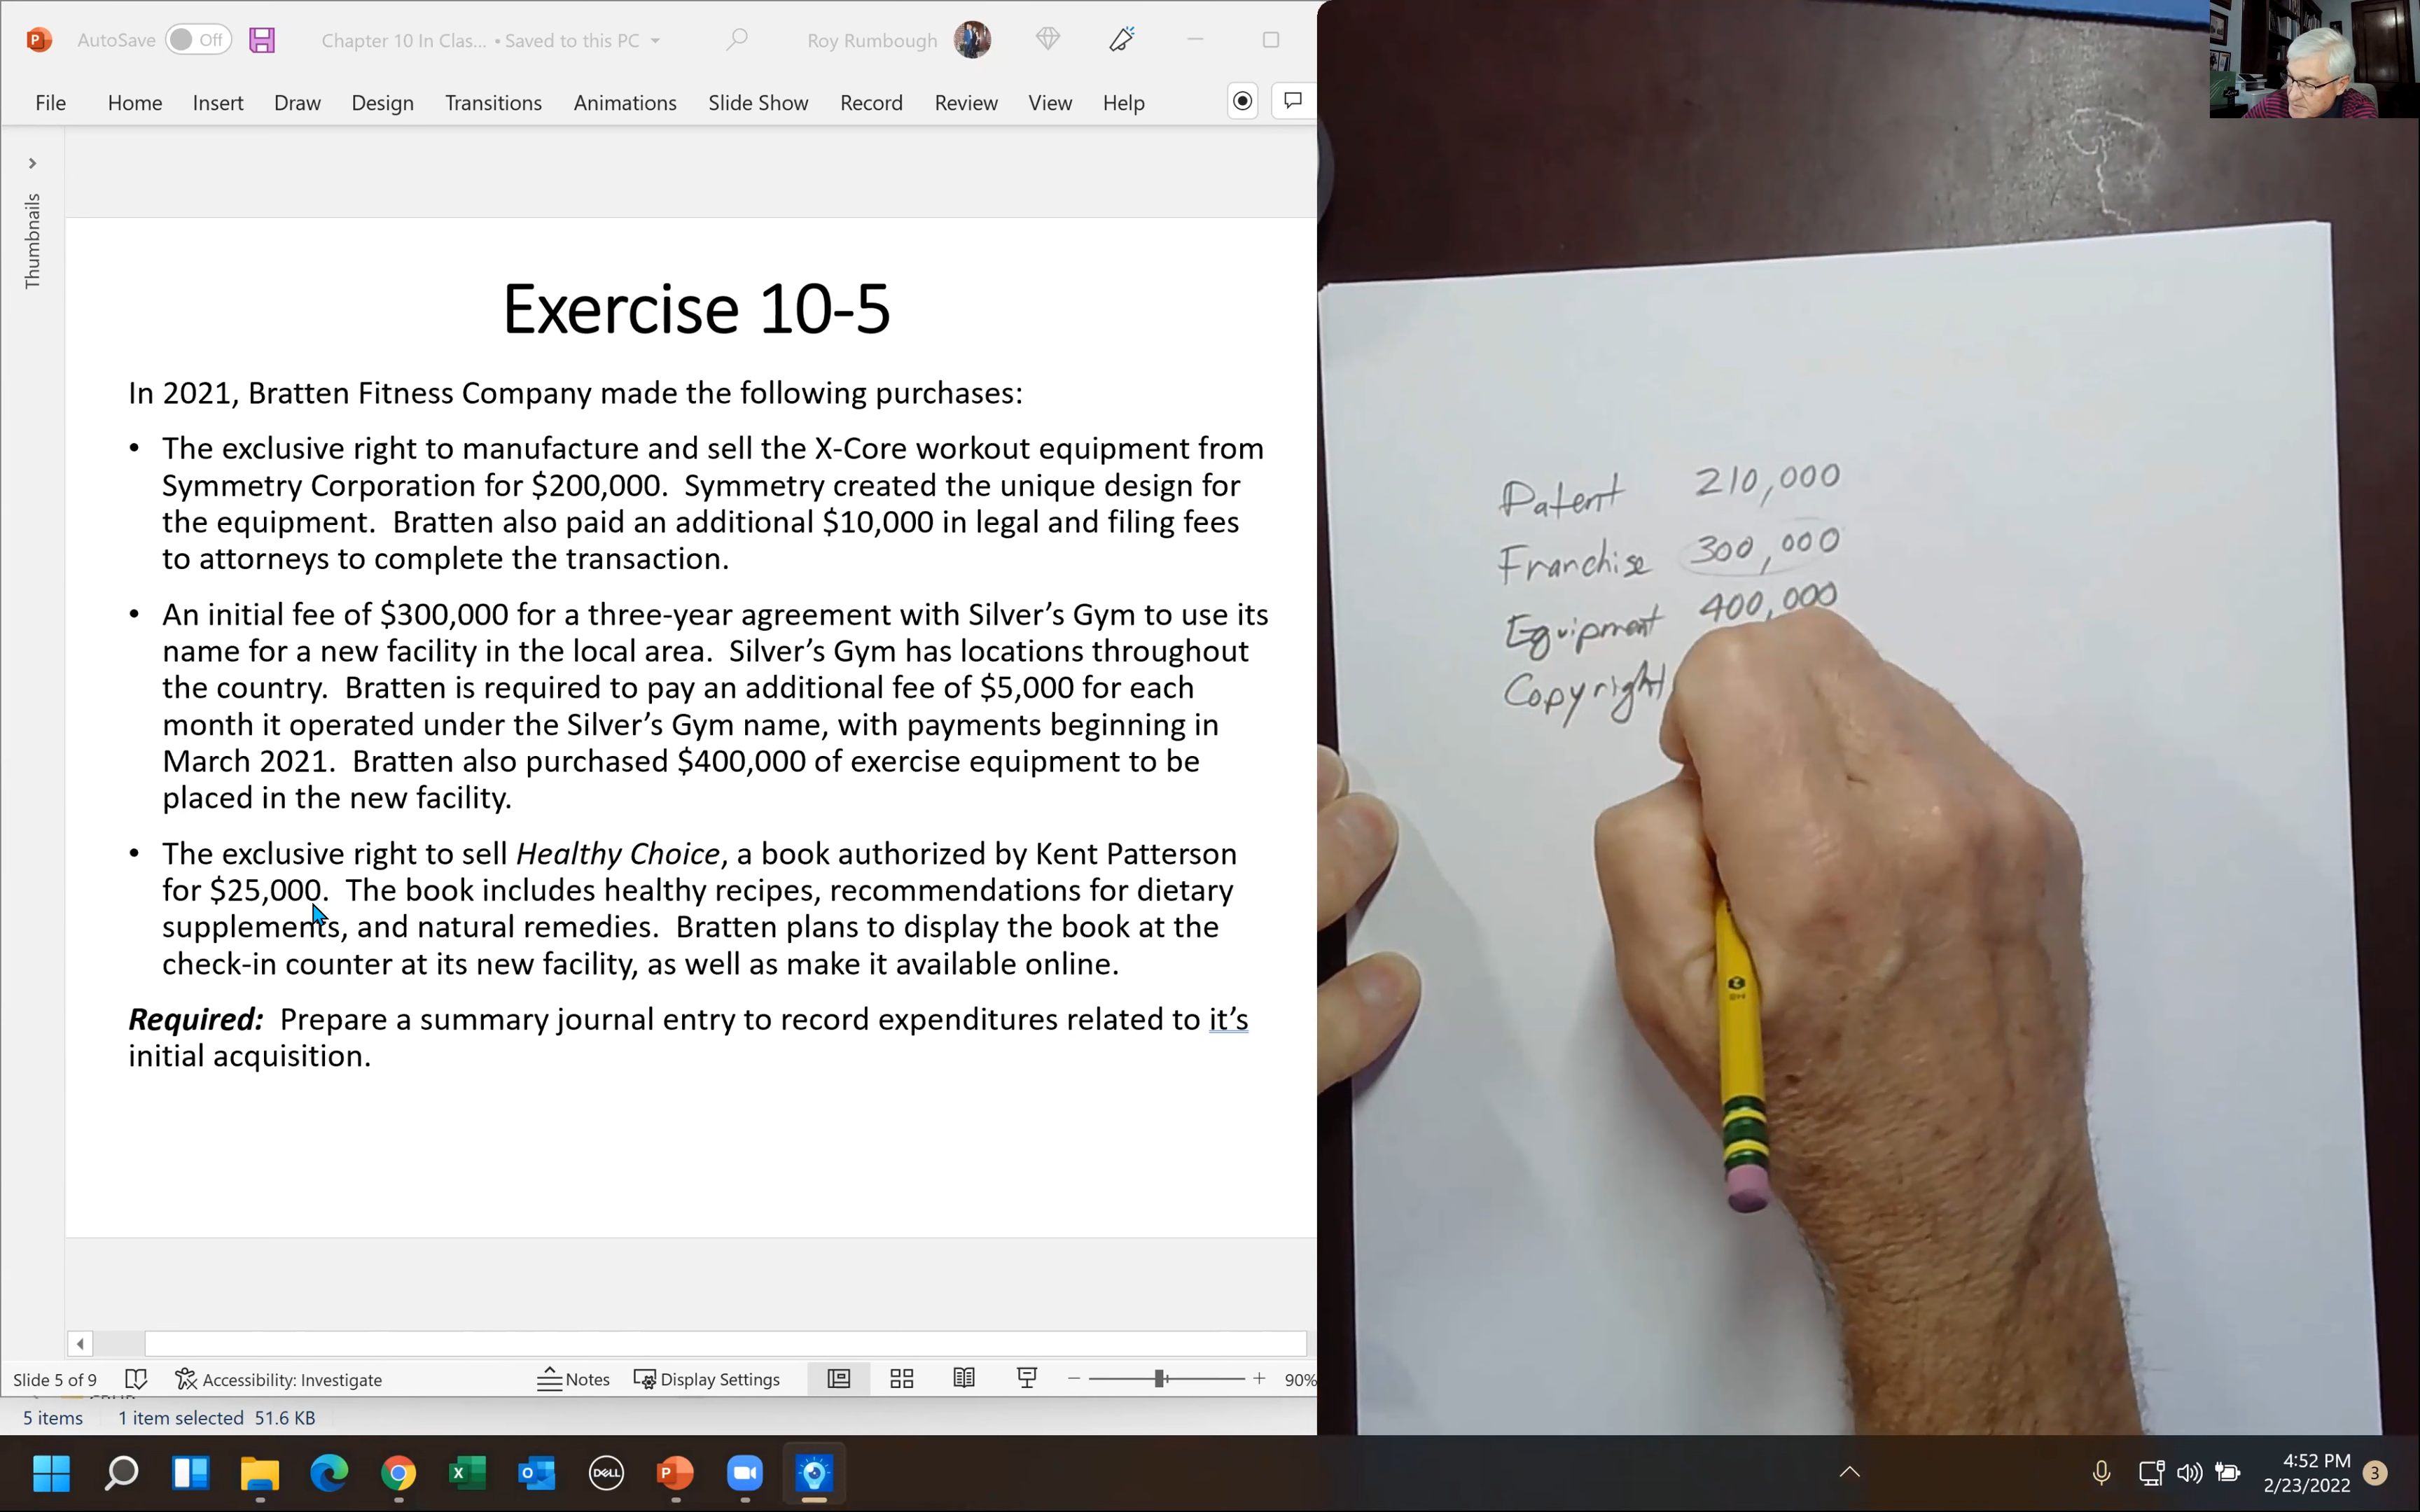 AutoSave Off Chapter 10 In Clas... • Saved to this PC Roy Rumbough
File Home Insert Draw Design Transitions Animations Slide Show Record Review View Help
Thumbnails
Exercise 10-5
In 2021, Bratten Fitness Company made the following purchases:
• The exclusive right to manufacture and sell the X-Core workout equipment from
Symmetry Corporation for $200,000. Symmetry created the unique design for
the equipment. Bratten also paid an additional $10,000 in legal and filing fees
to attorneys to complete the transaction.
• An initial fee of $300,000 for a three-year agreement with Silver’s Gym to use its
name for a new facility in the local area. Silver’s Gym has locations throughout
the country. Bratten is required to pay an additional fee of $5,000 for each
month it operated under the Silver’s Gym name, with payments beginning in
March 2021. Bratten also purchased $400,000 of exercise equipment to be
placed in the new facility.
• The exclusive right to sell Healthy Choice, a book authorized by Kent Patterson
for $25,000. The book includes healthy recipes, recommendations for dietary
supplements, and natural remedies. Bratten plans to display the book at the
check-in counter at its new facility, as well as make it available online.
Required: Prepare a summary journal entry to record expenditures related to it’s
initial acquisition.
Patent 210,000
Franchise 300,000
Equipment 400,000
Copyright
Slide 5 of 9 Accessibility: Investigate Notes Display Settings 90%
5 items 1 item selected 51.6 KB
DELL
4:52 PM
2/23/2022
3